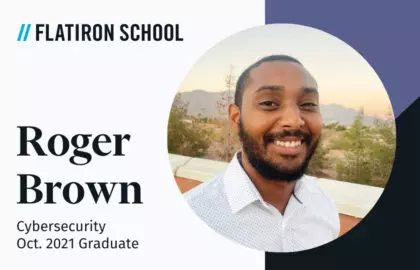 // FLATIRON SCHOOL
Roger
Brown
Cybersecurity
Oct. 2021 Graduate